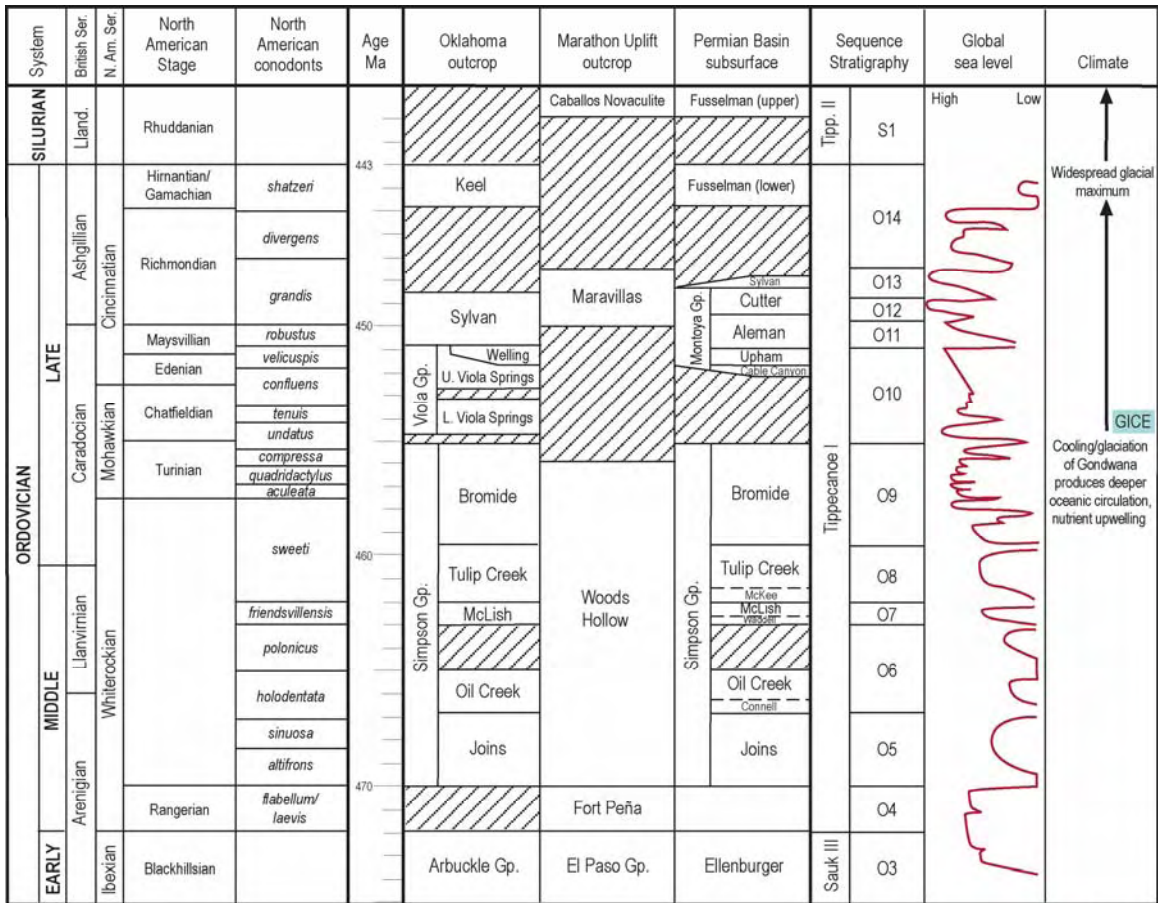 System
British Ser.
N. Am. Ser.
North
American
Stage
North
American
conodonts
Age
Ma
Oklahoma
outcrop
Marathon Uplift
outcrop
Permian Basin
subsurface
Sequence
Stratigraphy
Global
sea level
Climate
SILURIAN
ORDOVICIAN
LATE
MIDDLE
EARLY
Lland.
Ashgillian
Caradocian
Llanvirnian
Arenigian
Cincinnatian
Mohawkian
Whiterockian
Ibexian
Rhuddanian
Hirnantian/
Gamachian
Richmondian
Maysvillian
Edenian
Chatfieldian
Turinian
Rangerian
Blackhillsian
shatzeri
divergens
grandis
robustus
velicuspis
confluens
tenuis
undatus
compressa
quadridactylus
aculeata
sweeti
friendsvillensis
polonicus
holodentata
sinuosa
altifrons
flabellum/
laevis
443
450
460
470
Keel
Sylvan
Viola Gp.
Welling
U. Viola Springs
L. Viola Springs
Simpson Gp.
Bromide
Tulip Creek
McLish
Oil Creek
Joins
Arbuckle Gp.
Caballos Novaculite
Maravillas
Woods
Hollow
Fort Peña
El Paso Gp.
Fusselman (upper)
Fusselman (lower)
Sylvan
Montoya Gp.
Cutter
Aleman
Upham
Cable Canyon
Simpson Gp.
Bromide
Tulip Creek
McKee
McLish
Waddell
Oil Creek
Connell
Joins
Ellenburger
Tipp. II
Tippecanoe I
Sauk III
S1
O14
O13
O12
O11
O10
O9
O8
O7
O6
O5
O4
O3
High
Low
Widespread glacial
maximum
GICE
Cooling/glaciation
of Gondwana
produces deeper
oceanic circulation,
nutrient upwelling